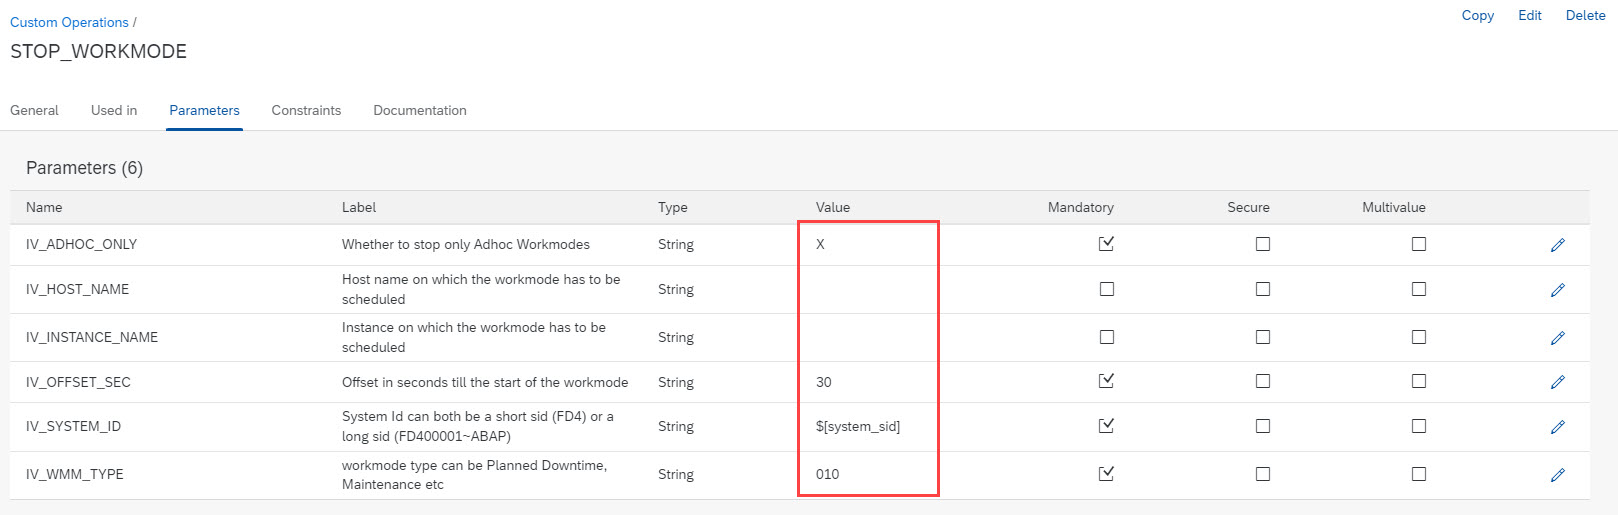 Custom Operations /
Copy Edit Delete
STOP_WORKMODE
General Used in Parameters Constraints Documentation
Parameters (6)
Name Label Type Value Mandatory Secure Multivalue
IV_ADHOC_ONLY Whether to stop only Adhoc Workmodes String X
IV_HOST_NAME Host name on which the workmode has to be String
scheduled
IV_INSTANCE_NAME Instance on which the workmode has to be String
scheduled
IV_OFFSET_SEC Offset in seconds till the start of the workmode String 30
IV_SYSTEM_ID System Id can both be a short sid (FD4) or a String $[system_sid]
long sid (FD400001~ABAP)
IV_WMM_TYPE workmode type can be Planned Downtime, String 010
Maintenance etc